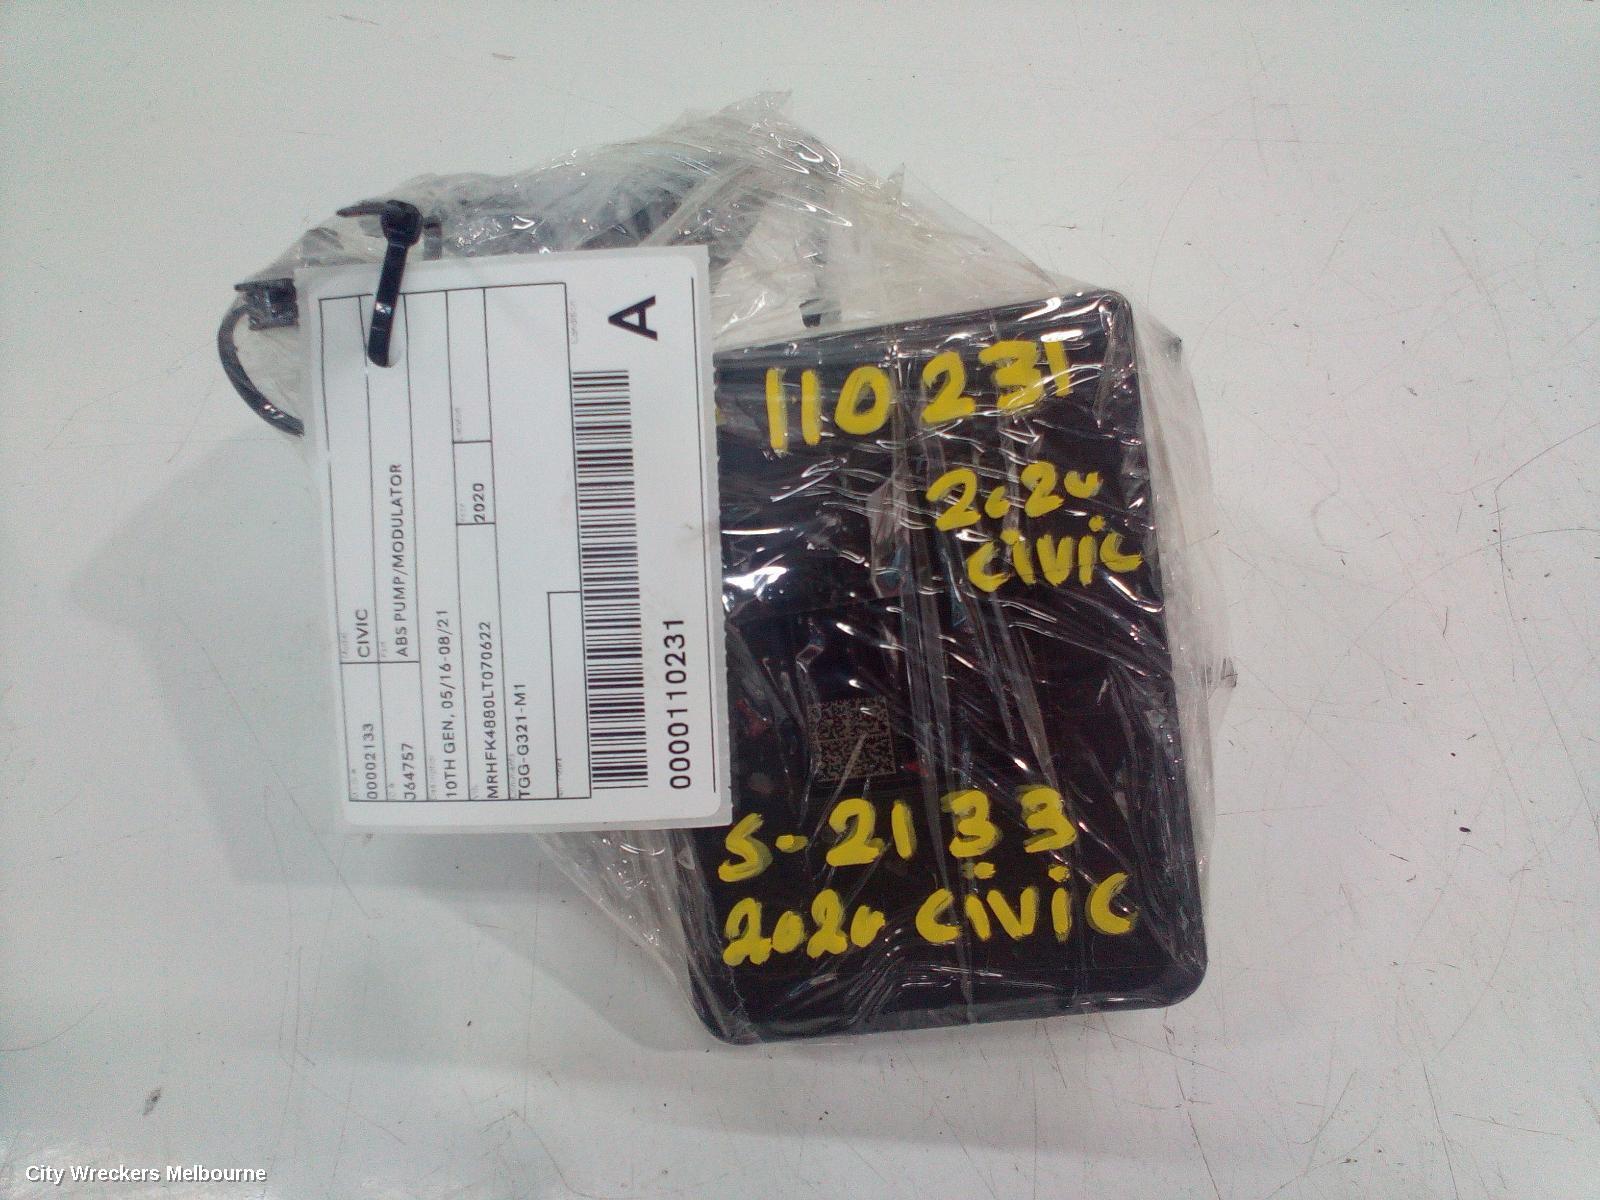 00002133
CIVIC
J64757
ABS PUMP/MODULATOR
10TH GEN, 05/16-08/21
MRHFK4880LT070622
2020
TGG-G321-M1
A
0000110231
110231
2020
CIVIC
S-2133
2020 CIVIC
City Wreckers Melbourne